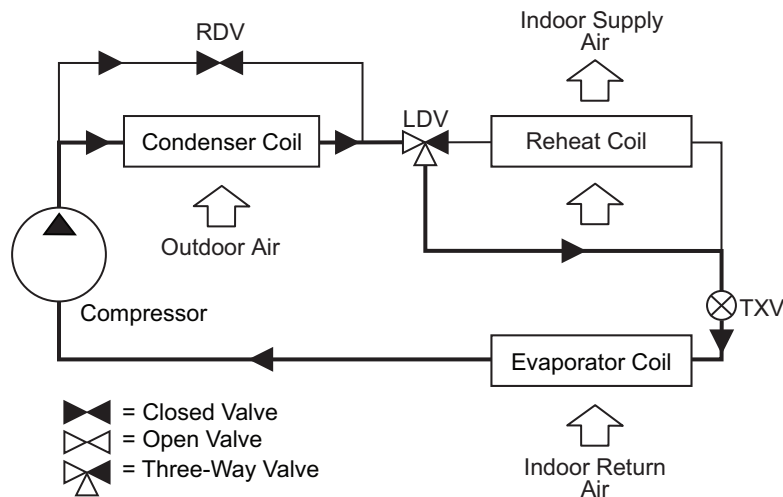 Indoor Supply
Air
RDV
LDV
Condenser Coil
Reheat Coil
Outdoor Air
Compressor
TXV
Evaporator Coil
= Closed Valve
= Open Valve
= Three-Way Valve
Indoor Return
Air